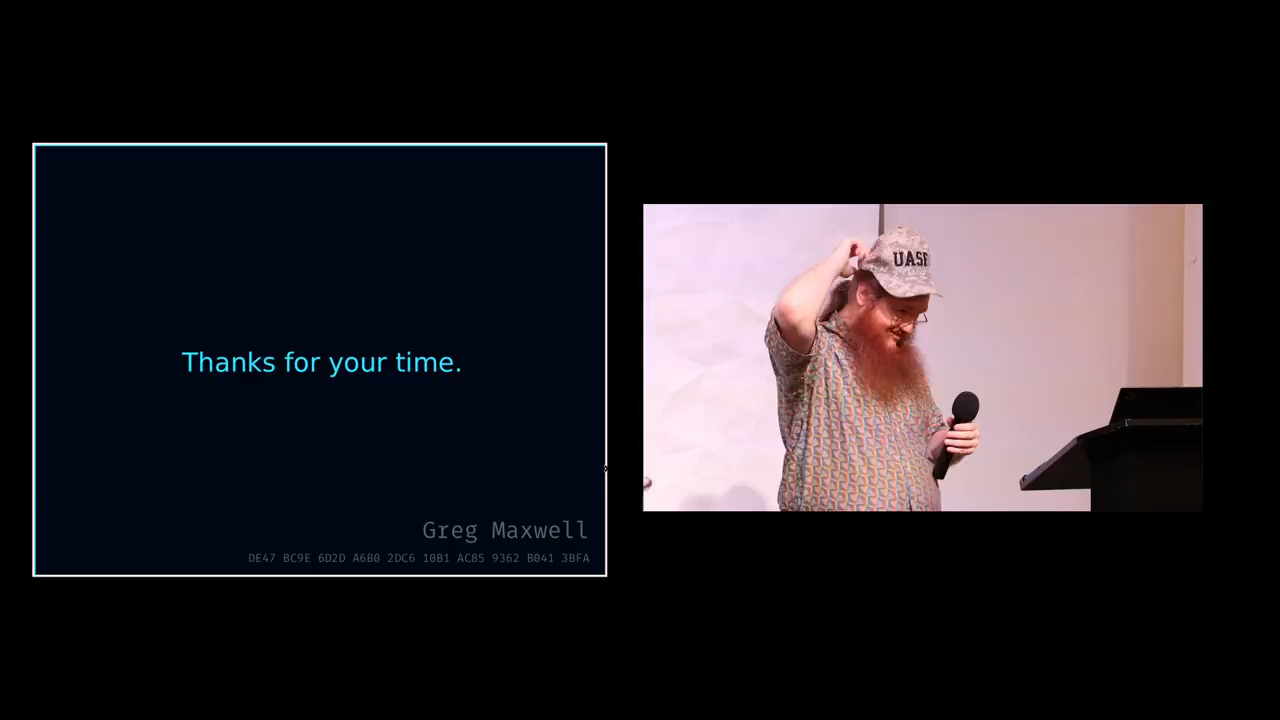 Thanks for your time.
Greg Maxwell
DE47 BC9E 6D2D A6B0 2DC6 10B1 AC85 9362 B041 3BFA
UASF